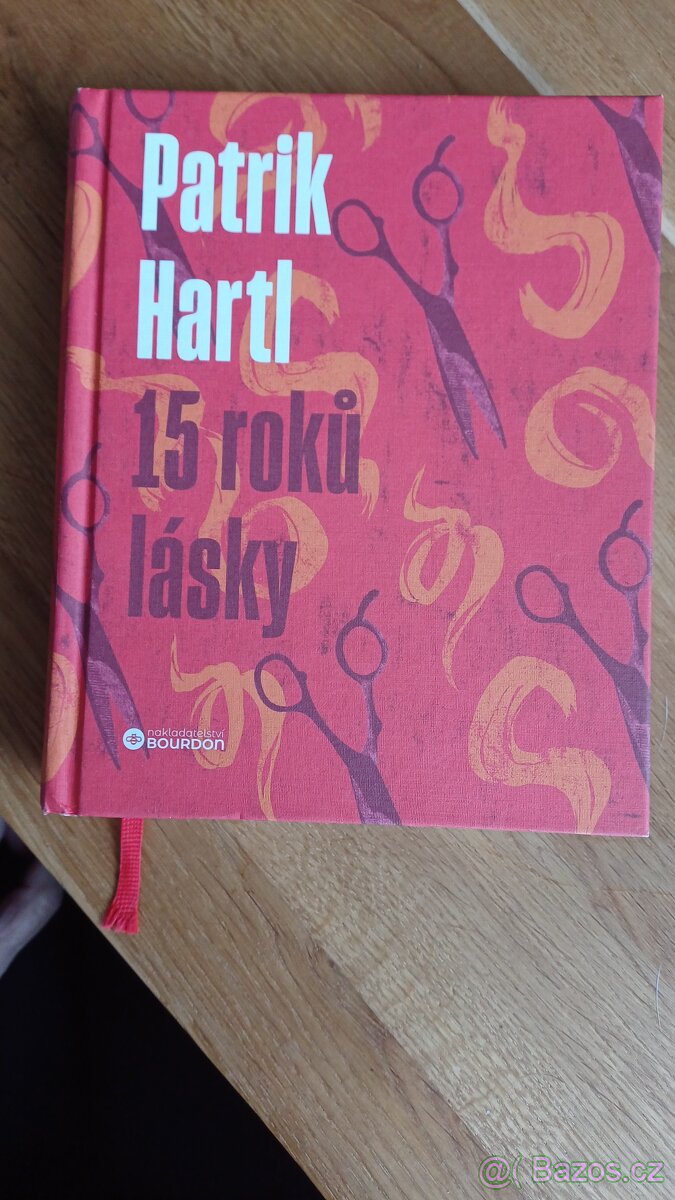 Patrik
Hartl
15 roků
lásky
nakladatelství
BOURDON
@( Bazos.cz